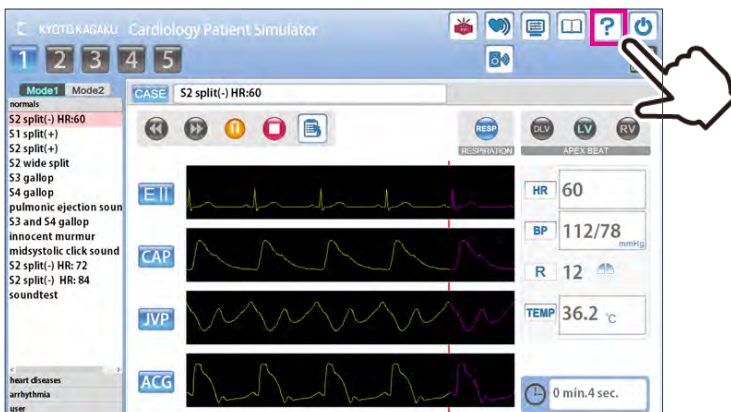 KYOTO KAGAKU Cardiology Patient Simulator
?
1 2 3 4 5
Mode1 Mode2
CASE S2 split(-) HR:60
normals
S2 split(-) HR:60
S1 split(+)
S2 split(+)
S2 wide split
S3 gallop
S4 gallop
pulmonic ejection soun
S3 and S4 gallop
innocent murmur
midsystolic click sound
S2 split(-) HR: 72
S2 split(-) HR: 84
soundtest
heart diseases
arrhythmia
user
RESP
RESPIRATION
DLV LV RV
APEX BEAT
E II
CAP
JVP
ACG
HR 60
BP 112/78 mmHg
R 12
TEMP 36.2 °C
0 min.4 sec.